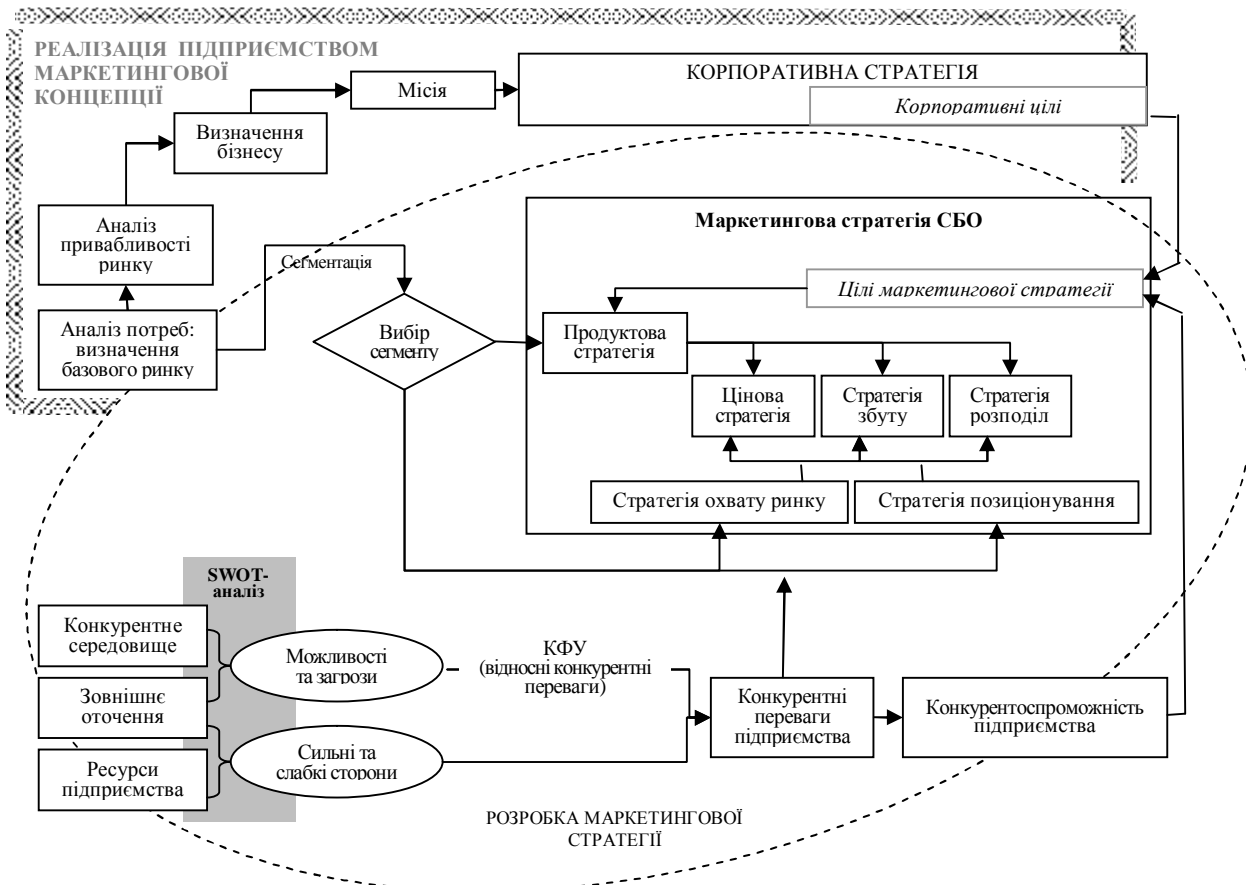 РЕАЛІЗАЦІЯ ПІДПРИЄМСТВОМ
МАРКЕТИНГОВОЇ
КОНЦЕПЦІЇ
Місія
КОРПОРАТИВНА СТРАТЕГІЯ
Корпоративні цілі
Визначення
бізнесу
Аналіз
привабливості
ринку
Сегментація
Маркетингова стратегія СБО
Цілі маркетингової стратегії
Аналіз потреб:
визначення
базового ринку
Вибір
сегменту
Продуктова
стратегія
Цінова
стратегія
Стратегія
збуту
Стратегія
розподіл
Стратегія охвату ринку
Стратегія позиціонування
SWOT-
аналіз
Конкурентне
середовище
Зовнішнє
оточення
Ресурси
підприємства
Можливості
та загрози
Сильні та
слабкі сторони
КФУ
(відносні конкурентні
переваги)
Конкурентні
переваги
підприємства
Конкурентоспроможність
підприємства
РОЗРОБКА МАРКЕТИНГОВОЇ
СТРАТЕГІЇ